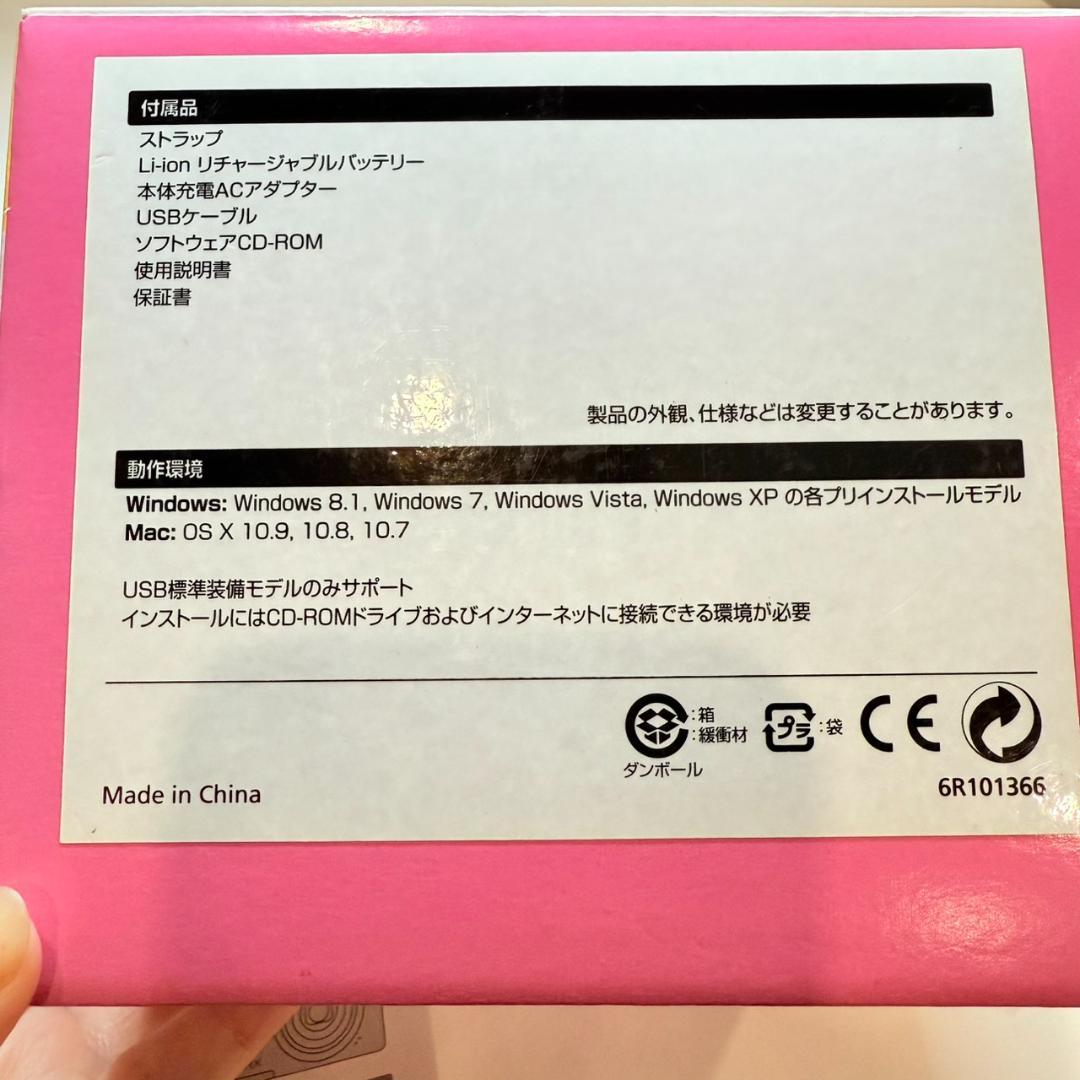 付属品
ストラップ
Li-ion リチャージャブルバッテリー
本体充電ACアダプター
USBケーブル
ソフトウェアCD-ROM
使用説明書
保証書
製品の外観、仕様などは変更することがあります。
動作環境
Windows: Windows 8.1, Windows 7, Windows Vista, Windows XP の各プリインストールモデル
Mac: OS X 10.9, 10.8, 10.7
USB標準装備モデルのみサポート
インストールにはCD-ROMドライブおよびインターネットに接続できる環境が必要
:箱
:緩衝材
ダンボール
プラ
:袋
CE
Made in China
6R101366